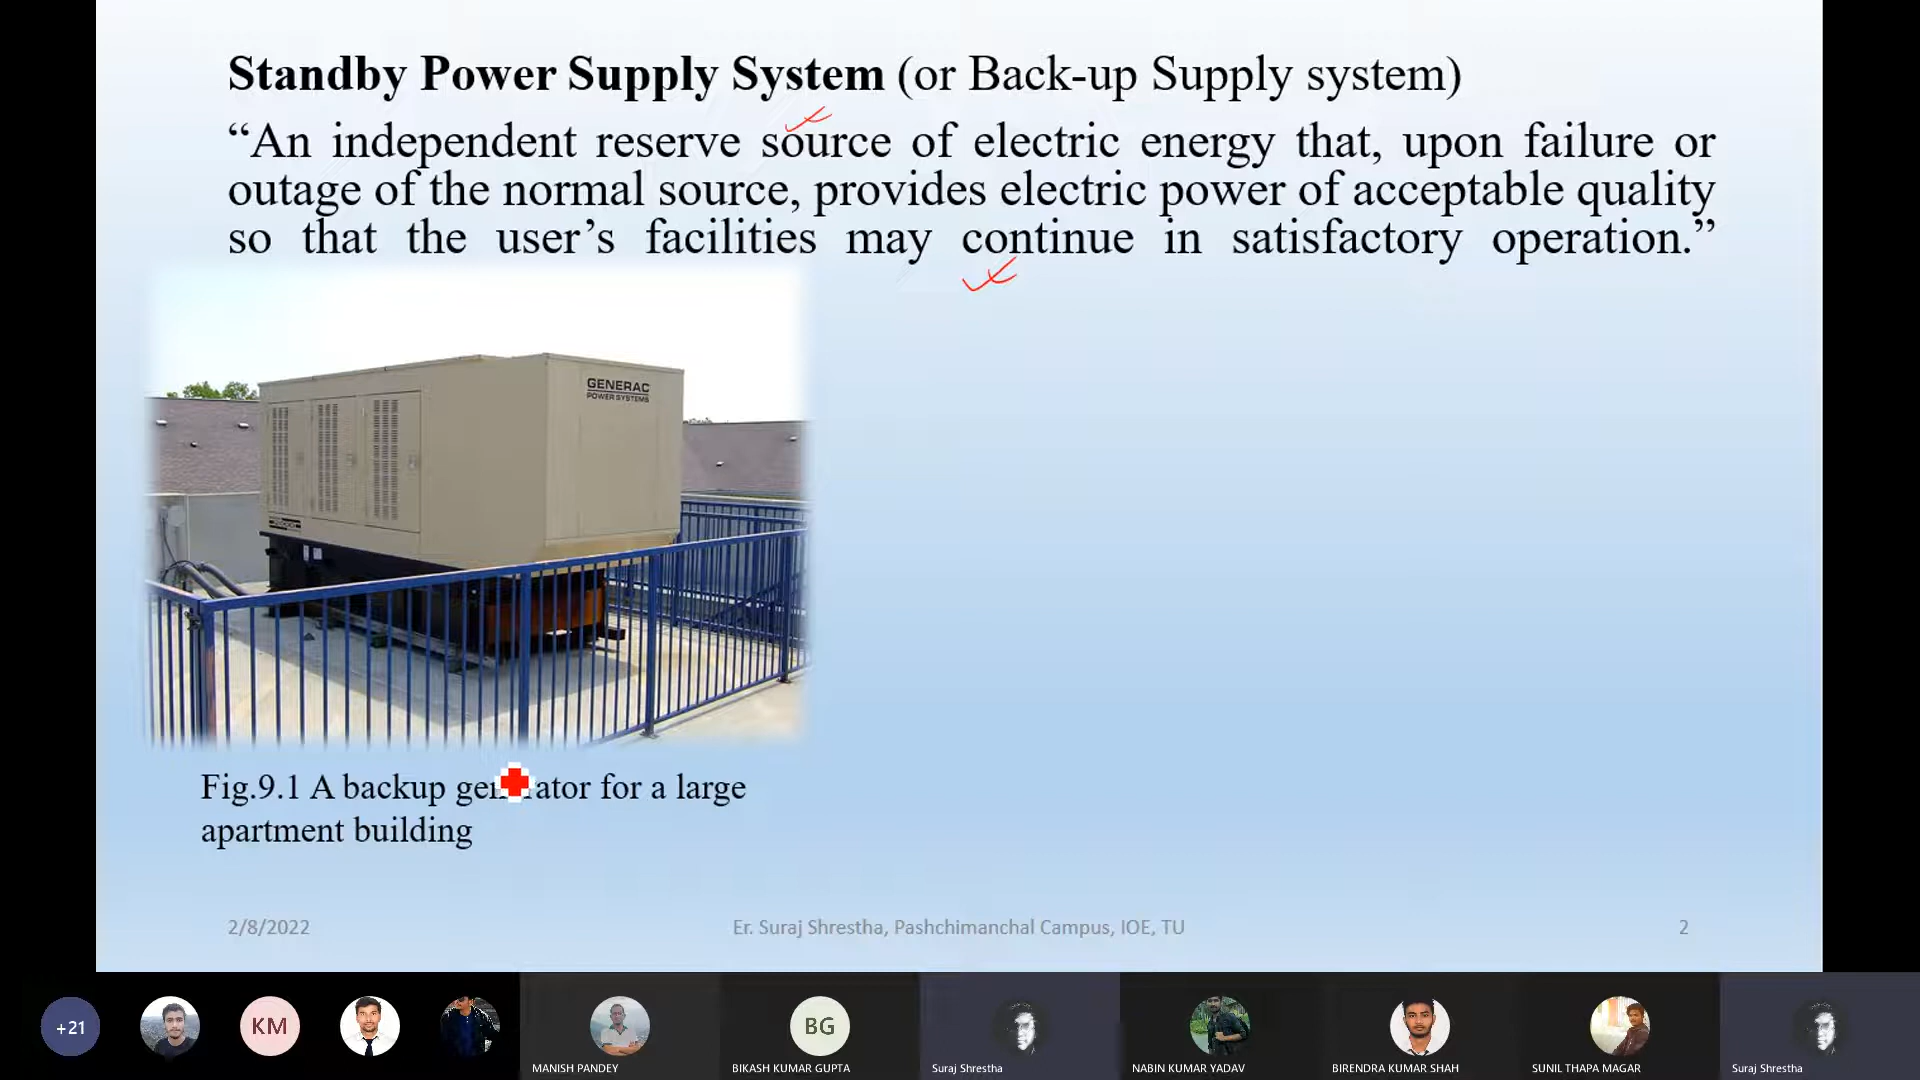 Standby Power Supply System (or Back-up Supply system)
“An independent reserve source of electric energy that, upon failure or
outage of the normal source, provides electric power of acceptable quality
so that the user’s facilities may continue in satisfactory operation.”
GENERAC
POWER SYSTEMS
Fig.9.1 A backup generator for a large
apartment building
2/8/2022
Er. Suraj Shrestha, Pashchimanchal Campus, IOE, TU
2
+21
KM
BG
MANISH PANDEY
BIKASH KUMAR GUPTA
Suraj Shrestha
NABIN KUMAR YADAV
BIRENDRA KUMAR SHAH
SUNIL THAPA MAGAR
Suraj Shrestha